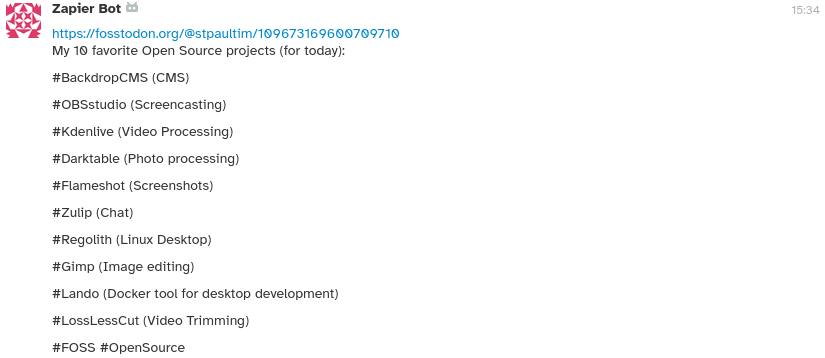 Zapier Bot
15:34
https://fosstodon.org/@stpaultim/109673169600709710
My 10 favorite Open Source projects (for today):
#BackdropCMS (CMS)
#OBSstudio (Screencasting)
#Kdenlive (Video Processing)
#Darktable (Photo processing)
#Flameshot (Screenshots)
#Zulip (Chat)
#Regolith (Linux Desktop)
#Gimp (Image editing)
#Lando (Docker tool for desktop development)
#LossLessCut (Video Trimming)
#FOSS #OpenSource